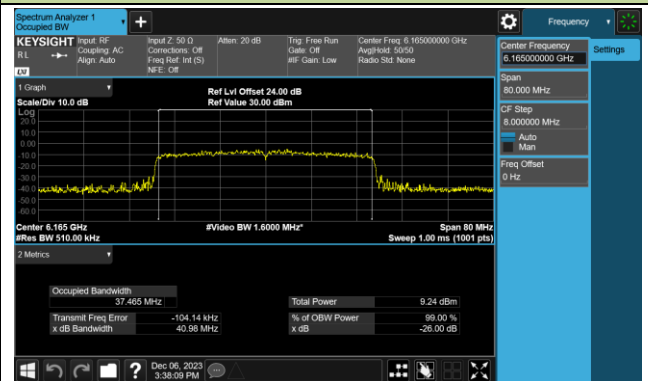 Spectrum Analyzer 1
Occupied BW
+
Frequency
KEYSIGHT
RL
LXI
Input: RF
Coupling: AC
Align: Auto
Input Z: 50 Ω
Corrections: Off
Freq Ref: Int (S)
NFE: Off
Atten: 20 dB
Trig: Free Run
Gate: Off
#IF Gain: Low
Center Freq: 6.165000000 GHz
Avg|Hold: 50/50
Radio Std: None
Center Frequency
6.165000000 GHz
Settings
Span
80.000 MHz
CF Step
8.000000 MHz
Auto
Man
Freq Offset
0 Hz
1 Graph
Scale/Div 10.0 dB
Ref Lvl Offset 24.00 dB
Ref Value 30.00 dBm
Log
20.0
10.0
0.00
-10.0
-20.0
-30.0
-40.0
-50.0
-60.0
Center 6.165 GHz
#Video BW 1.6000 MHz*
Span 80 MHz
#Res BW 510.00 kHz
Sweep 1.00 ms (1001 pts)
2 Metrics
Occupied Bandwidth
37.465 MHz
Total Power 9.24 dBm
Transmit Freq Error -104.14 kHz
% of OBW Power 99.00 %
x dB Bandwidth 40.98 MHz
x dB -26.00 dB
?
Dec 06, 2023
3:38:09 PM